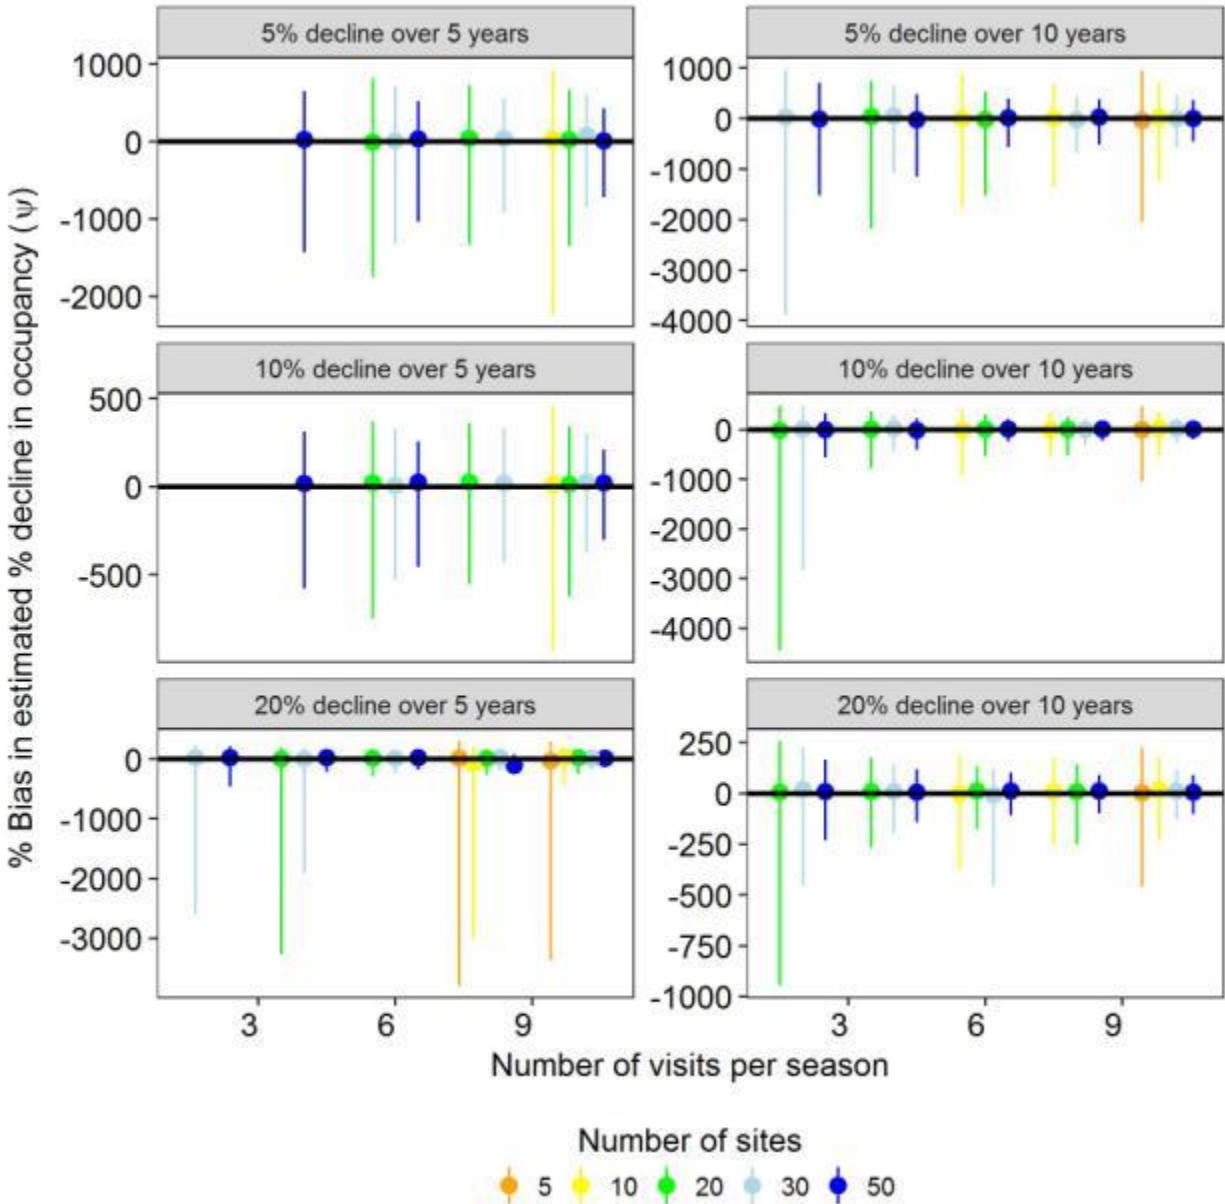 5% decline over 5 years
5% decline over 10 years
1000
0
-1000
-2000
1000
0
-1000
-2000
-3000
-4000
10% decline over 5 years
10% decline over 10 years
500
0
-500
0
-1000
-2000
-3000
-4000
20% decline over 5 years
20% decline over 10 years
0
-1000
-2000
-3000
250
0
-250
-500
-750
-1000
3 6 9
3 6 9
% Bias in estimated % decline in occupancy (ψ)
Number of visits per season
Number of sites
5 10 20 30 50